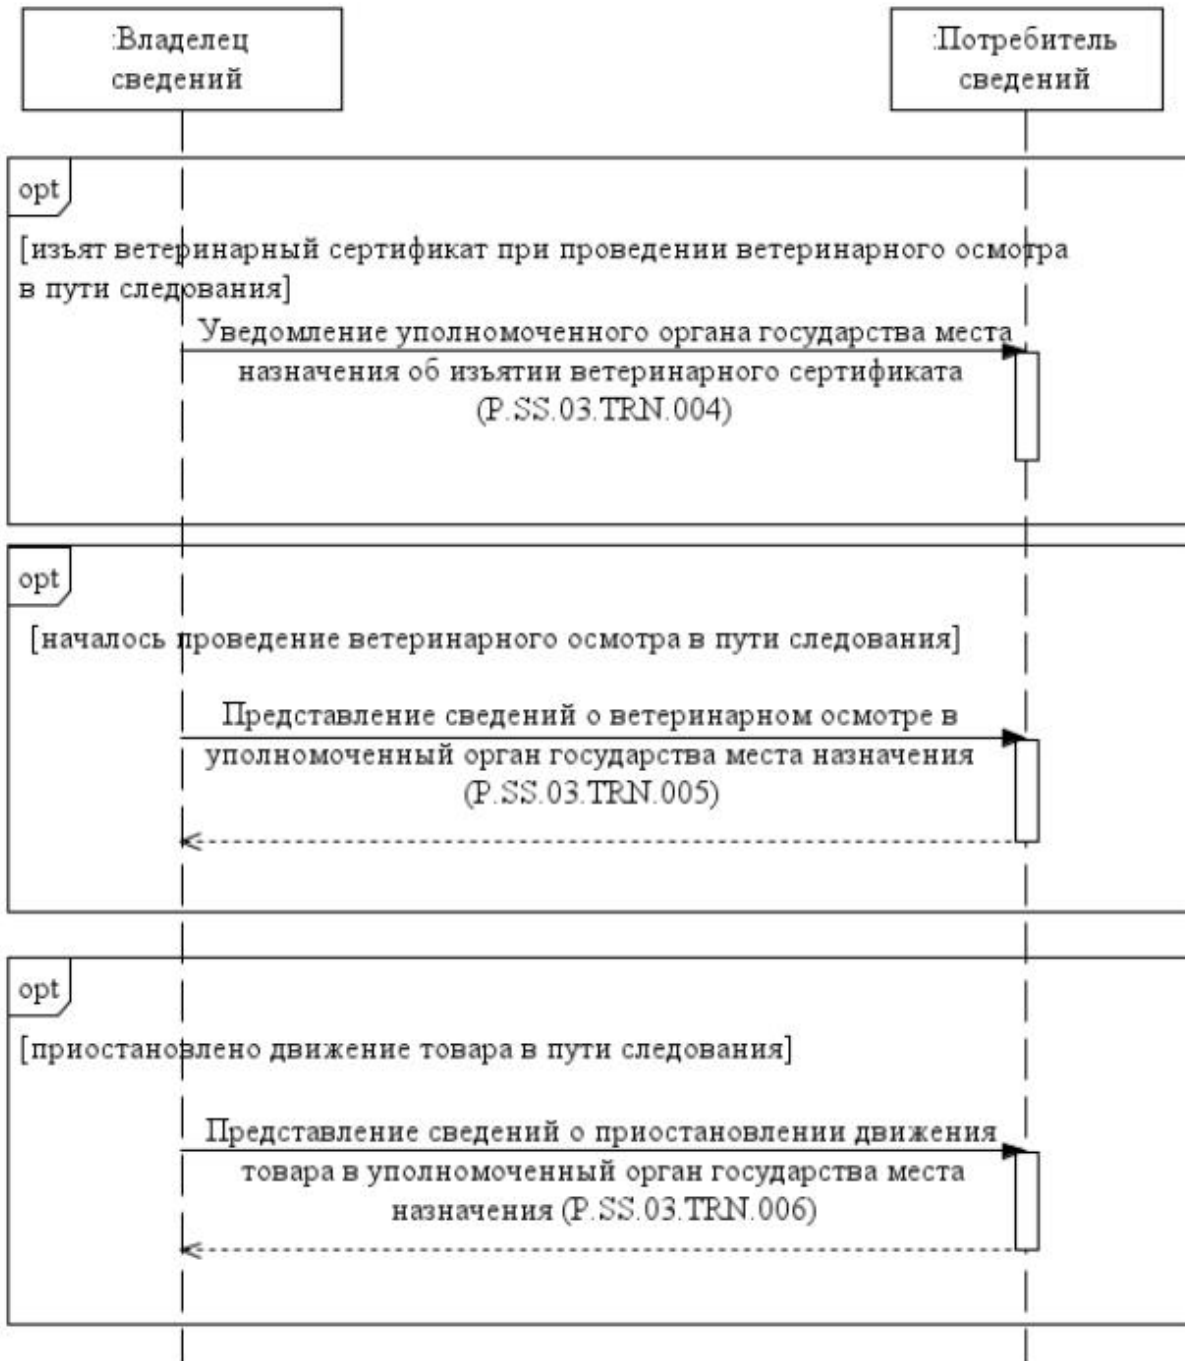 :Владелец
сведений
:Потребитель
сведений
opt
[изъят ветеринарный сертификат при проведении ветеринарного осмотра
в пути следования]
Уведомление уполномоченного органа государства места
назначения об изъятии ветеринарного сертификата
(P.SS.03.TRN.004)
opt
[началось проведение ветеринарного осмотра в пути следования]
Представление сведений о ветеринарном осмотре в
уполномоченный орган государства места назначения
(P.SS.03.TRN.005)
opt
[приостановлено движение товара в пути следования]
Представление сведений о приостановлении движения
товара в уполномоченный орган государства места
назначения (P.SS.03.TRN.006)